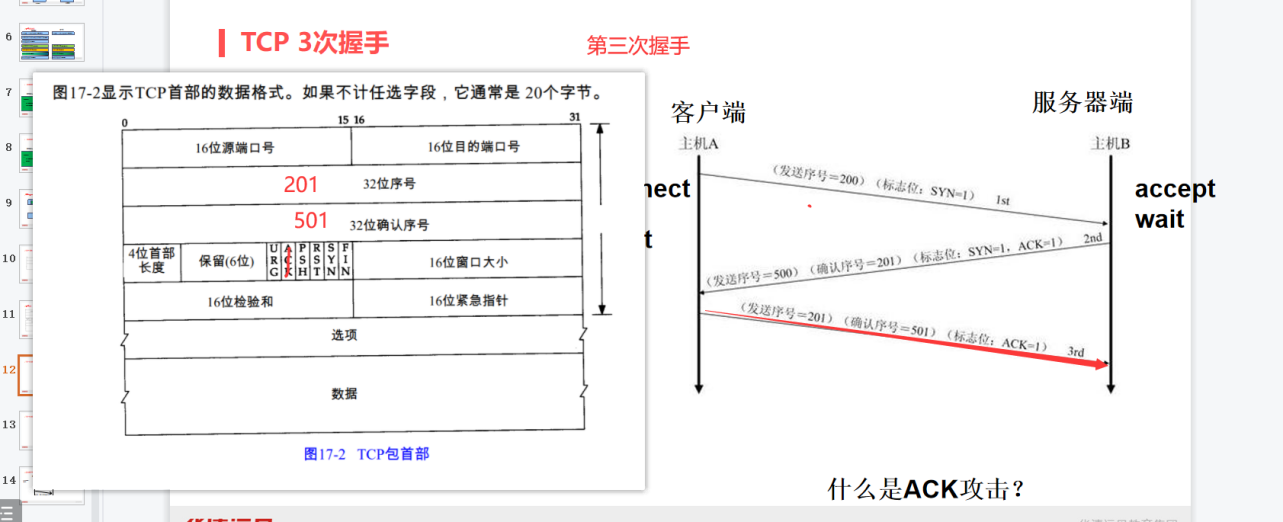 6
7
8
9
10
11
12
13
14
TCP 3次握手
第三次握手
图17-2显示TCP首部的数据格式。如果不计任选字段，它通常是 20个字节。
0
15 16
31
16位源端口号
16位目的端口号
201
32位序号
501
32位确认序号
4位首部
长度
保留(6位)
URG
ACK
PSH
RST
SYN
FIN
16位窗口大小
16位检验和
16位紧急指针
选项
数据
图17-2 TCP包首部
客户端
服务器端
主机A
主机B
(发送序号=200)(标志位: SYN=1) 1st
nect
accept
wait
t
(发送序号=500)(确认序号=201)(标志位: SYN=1, ACK=1) 2nd
(发送序号=201)(确认序号=501)(标志位: ACK=1) 3rd
什么是ACK攻击?